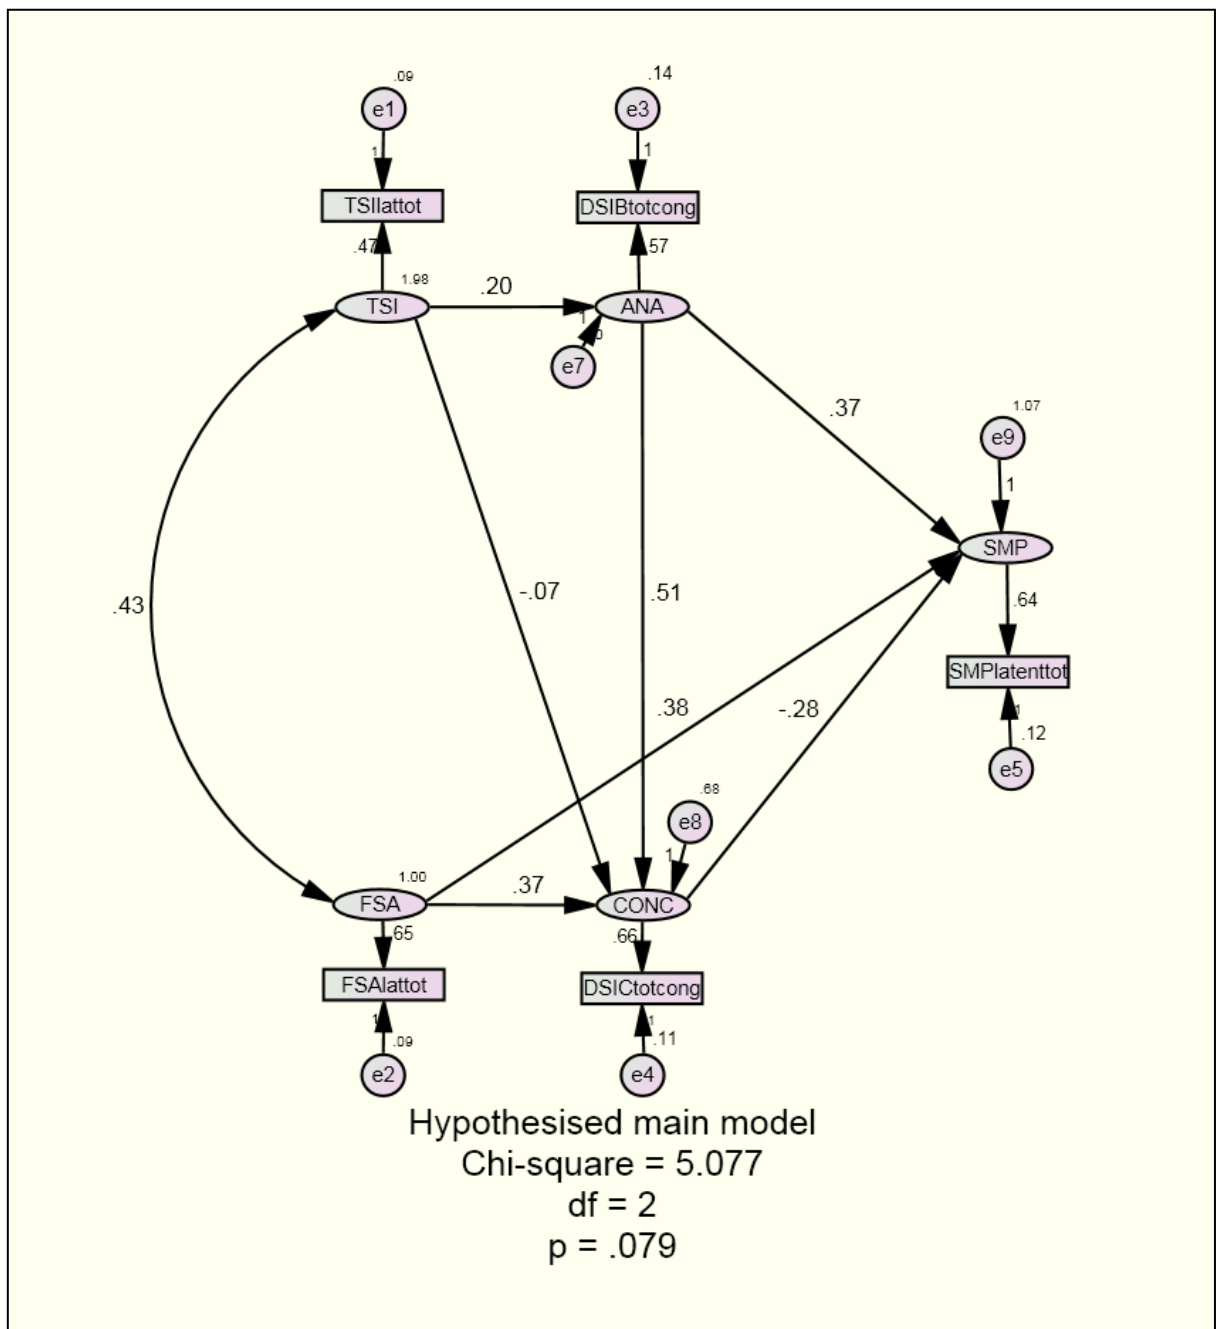 .09
.14
e1
e3
1
1
TSIlattot
DSIBtotcong
.47
.57
1.98
.20
TSI
ANA
1
e7
.37
1.07
e9
1
SMP
.43
-.07
.51
.64
SMPlatenttot
.38
-.28
1
.12
e5
.68
e8
1
1.00
.37
FSA
CONC
.65
.66
FSAlattot
DSICtotcong
1
1
.09
.11
e2
e4
Hypothesised main model
Chi-square = 5.077
df = 2
p = .079